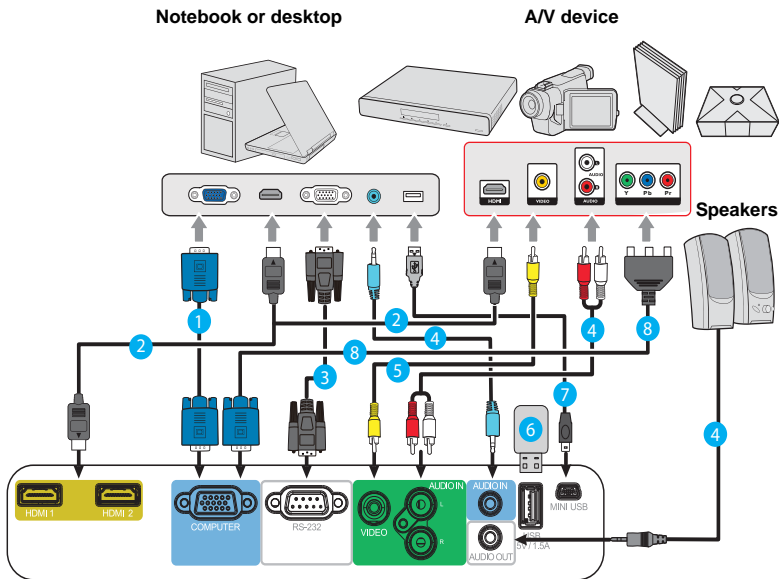 Notebook or desktop
A/V device
Speakers
HDMI
VIDEO
AUDIO
AUDIO
Y Pb Pr
1
2
2
3
4
4
4
5
6
7
8
8
HDMI 1
HDMI 2
COMPUTER
RS-232
VIDEO
AUDIO IN
L
R
AUDIO IN
AUDIO OUT
USB
5V/1.5A
MINI USB